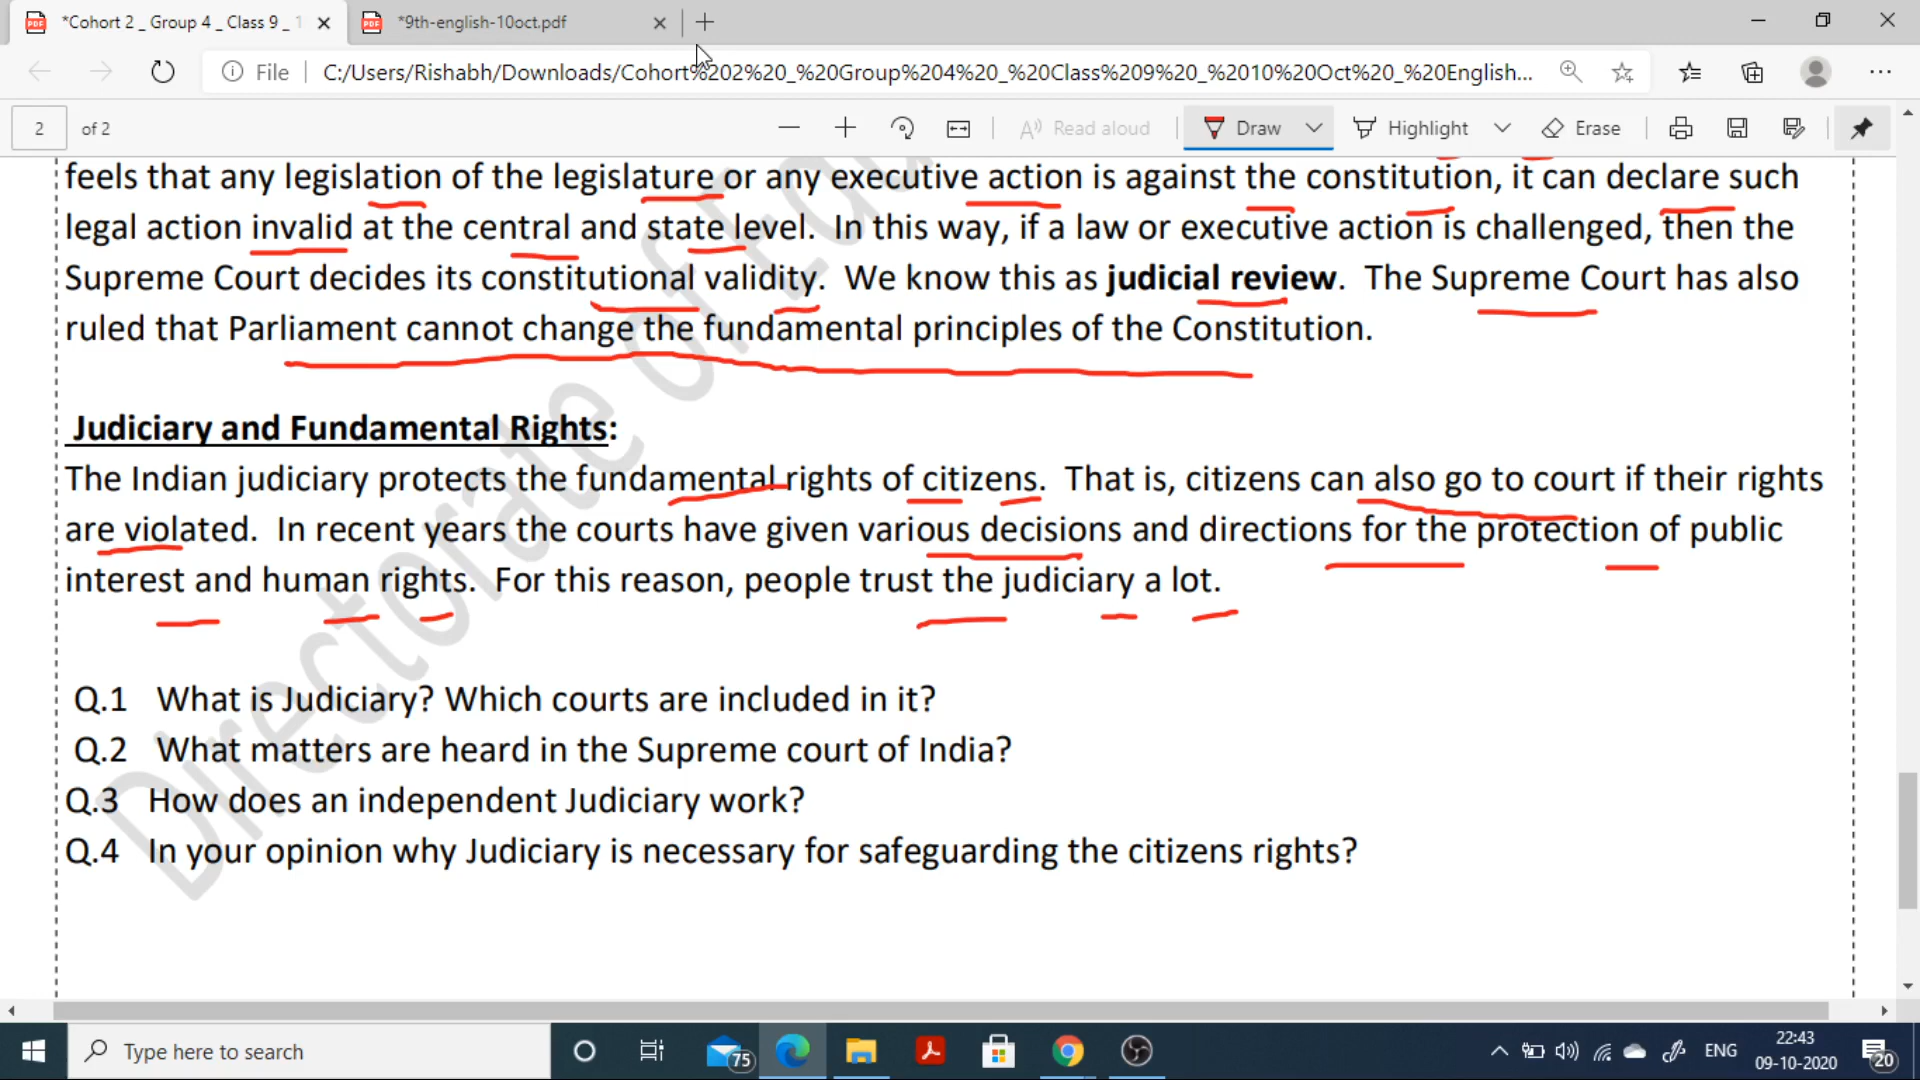 *Cohort 2 _ Group 4 _ Class 9 _ 1
*9th-english-10oct.pdf
File
C:/Users/Rishabh/Downloads/Cohort%202%20_%20Group%204%20_%20Class%209%20_%2010%20Oct%20_%20English...
2 of 2
Read aloud
Draw
Highlight
Erase
feels that any legislation of the legislature or any executive action is against the constitution, it can declare such
legal action invalid at the central and state level. In this way, if a law or executive action is challenged, then the
Supreme Court decides its constitutional validity. We know this as judicial review. The Supreme Court has also
ruled that Parliament cannot change the fundamental principles of the Constitution.
Judiciary and Fundamental Rights:
The Indian judiciary protects the fundamental rights of citizens. That is, citizens can also go to court if their rights
are violated. In recent years the courts have given various decisions and directions for the protection of public
interest and human rights. For this reason, people trust the judiciary a lot.
Q.1 What is Judiciary? Which courts are included in it?
Q.2 What matters are heard in the Supreme court of India?
Q.3 How does an independent Judiciary work?
Q.4 In your opinion why Judiciary is necessary for safeguarding the citizens rights?
Directorate of
Type here to search
75
ENG
22:43
09-10-2020
20